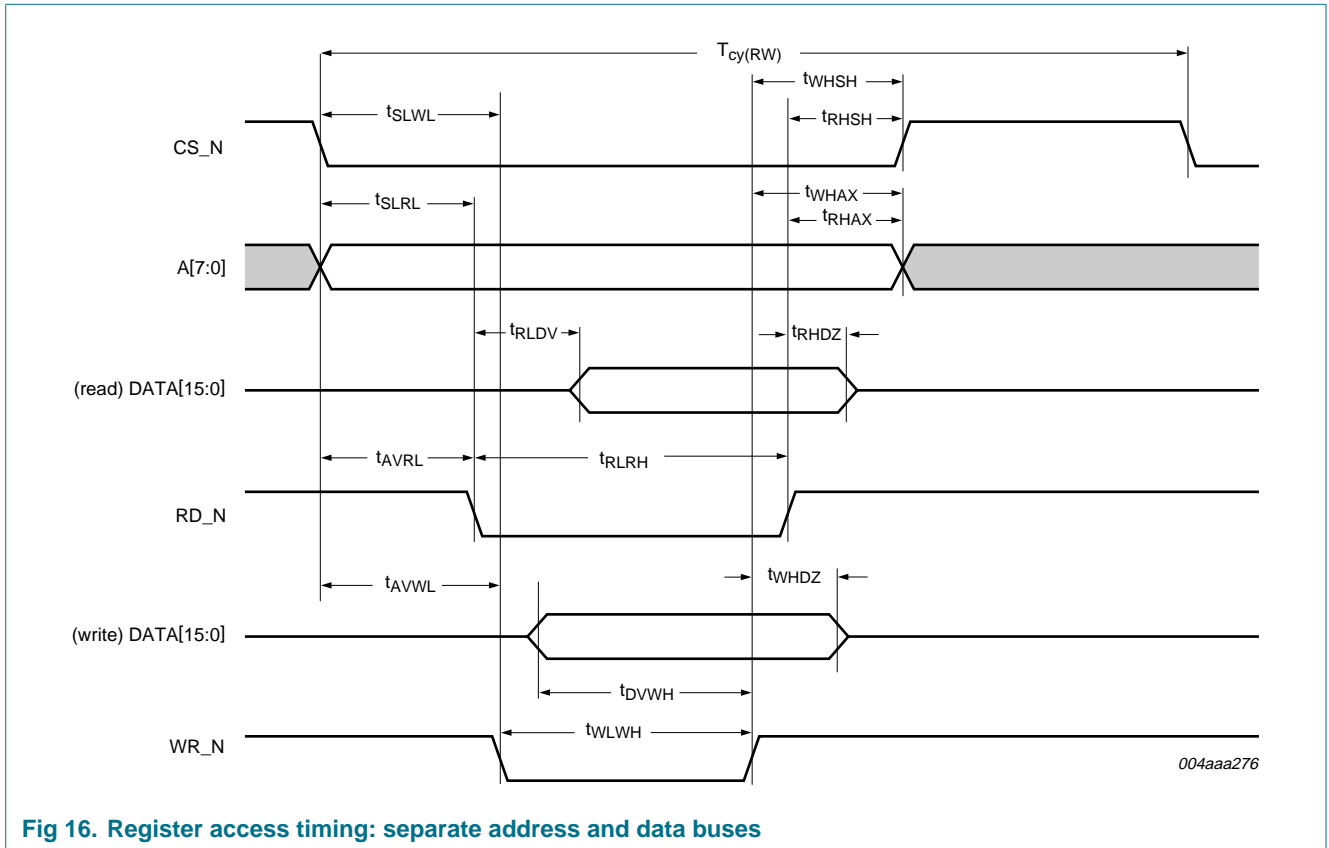 Tcy(RW)
tWHSH
tSLWL
tRHSH
CS_N
tWHAX
tSLRL
tRHAX
A[7:0]
tRLDV
tRHDZ
(read) DATA[15:0]
tAVRL
tRLRH
RD_N
tWHDZ
tAVWL
(write) DATA[15:0]
tDVWH
tWLWH
WR_N
004aaa276
Fig 16. Register access timing: separate address and data buses